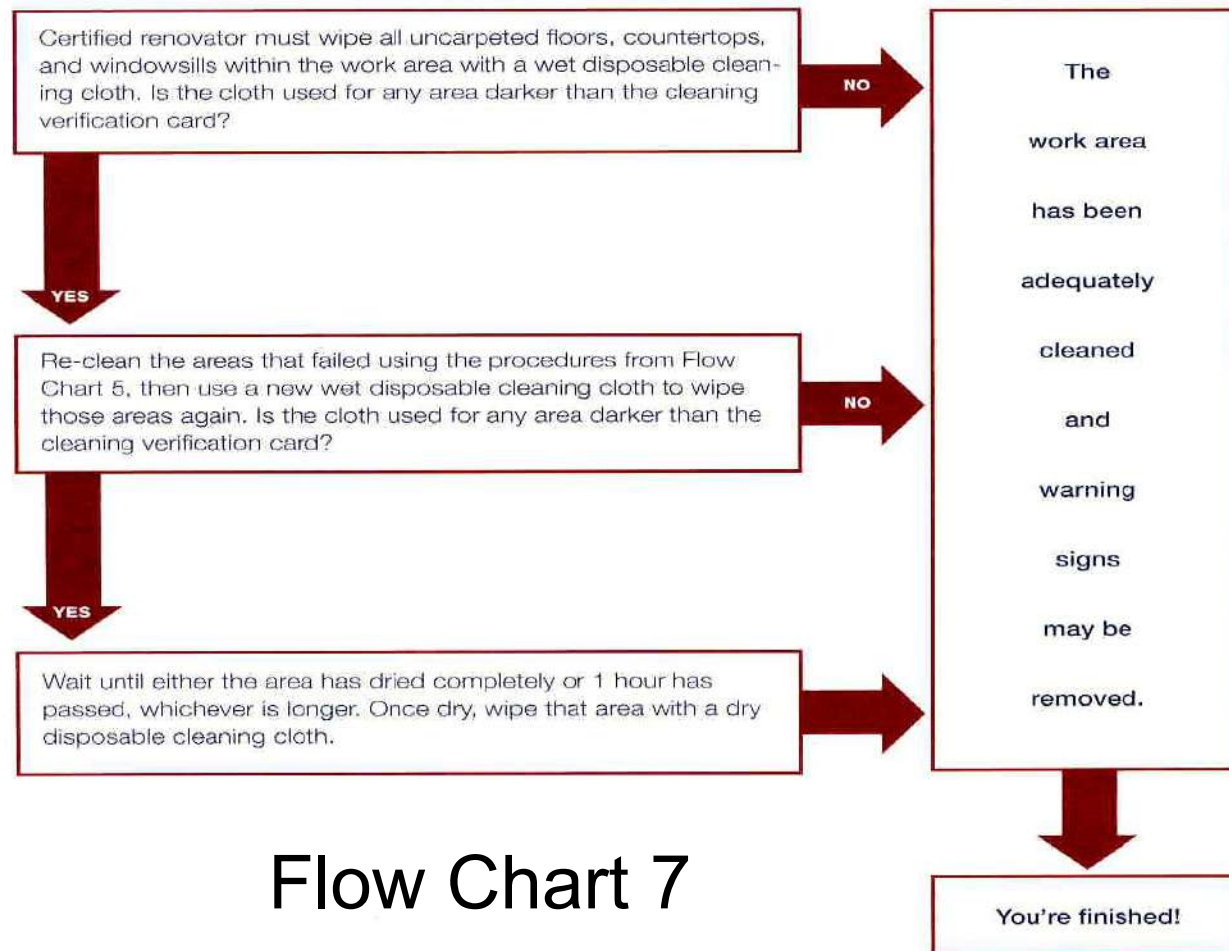 Certified renovator must wipe all uncarpeted floors, countertops,
and windowsills within the work area with a wet disposable clean-
ing cloth. Is the cloth used for any area darker than the cleaning
verification card?
NO
YES
Re-clean the areas that failed using the procedures from Flow
Chart 5, then use a new wet disposable cleaning cloth to wipe
those areas again. Is the cloth used for any area darker than the
cleaning verification card?
NO
YES
Wait until either the area has dried completely or 1 hour has
passed, whichever is longer. Once dry, wipe that area with a dry
disposable cleaning cloth.
The
work area
has been
adequately
cleaned
and
warning
signs
may be
removed.
You're finished!
Flow Chart 7